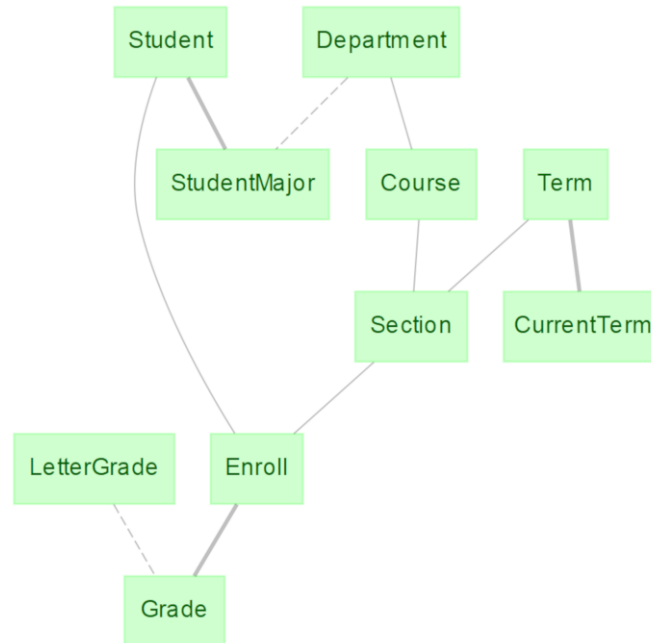 Student
Department
StudentMajor
Course
Term
Section
CurrentTerm
LetterGrade
Enroll
Grade